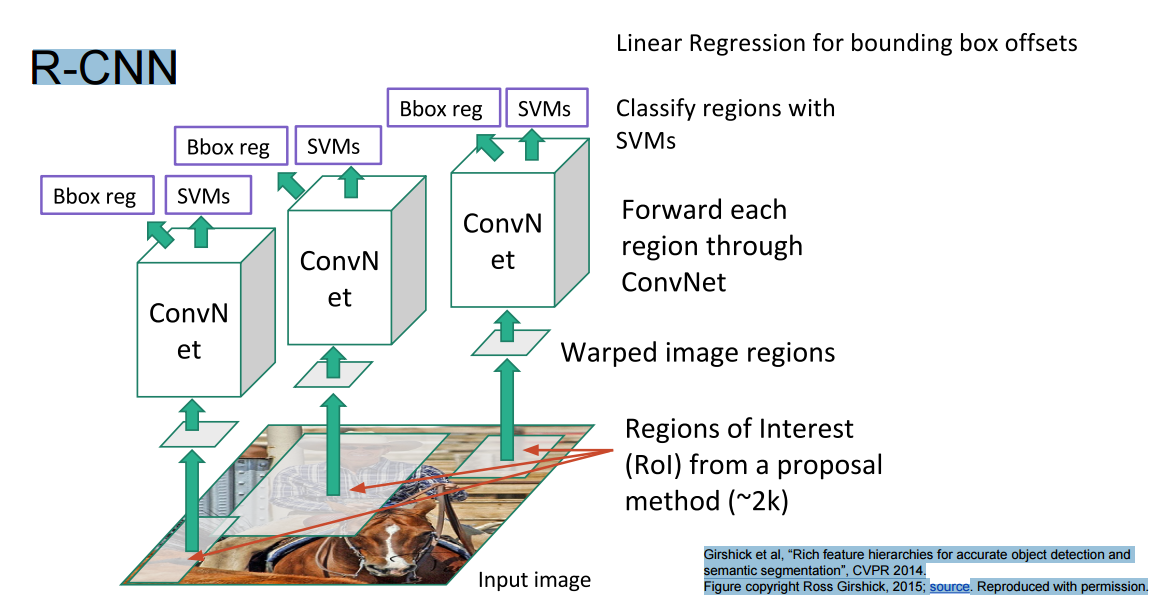 R-CNN
Linear Regression for bounding box offsets
Bbox reg
SVMs
Classify regions with
SVMs
Bbox reg
SVMs
Bbox reg
SVMs
ConvN
et
Forward each
region through
ConvNet
ConvN
et
ConvN
et
Warped image regions
Regions of Interest
(RoI) from a proposal
method (~2k)
Input image
Girshick et al, “Rich feature hierarchies for accurate object detection and
semantic segmentation”, CVPR 2014.
Figure copyright Ross Girshick, 2015; source. Reproduced with permission.